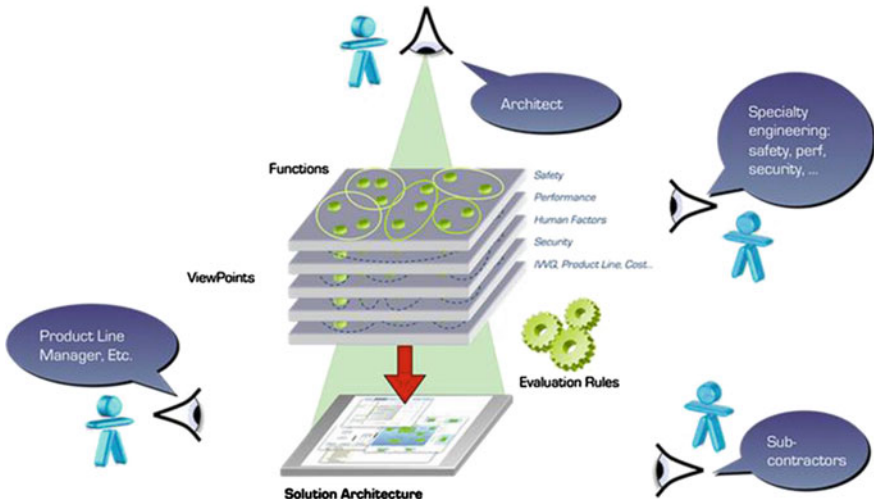 Architect
Specialty
engineering:
safety, perf,
security, ...
Functions
Safety
Performance
Human Factors
Security
IVVQ, Product Line, Cost...
ViewPoints
Product Line
Manager, Etc.
Evaluation Rules
Sub-
contractors
Solution Architecture